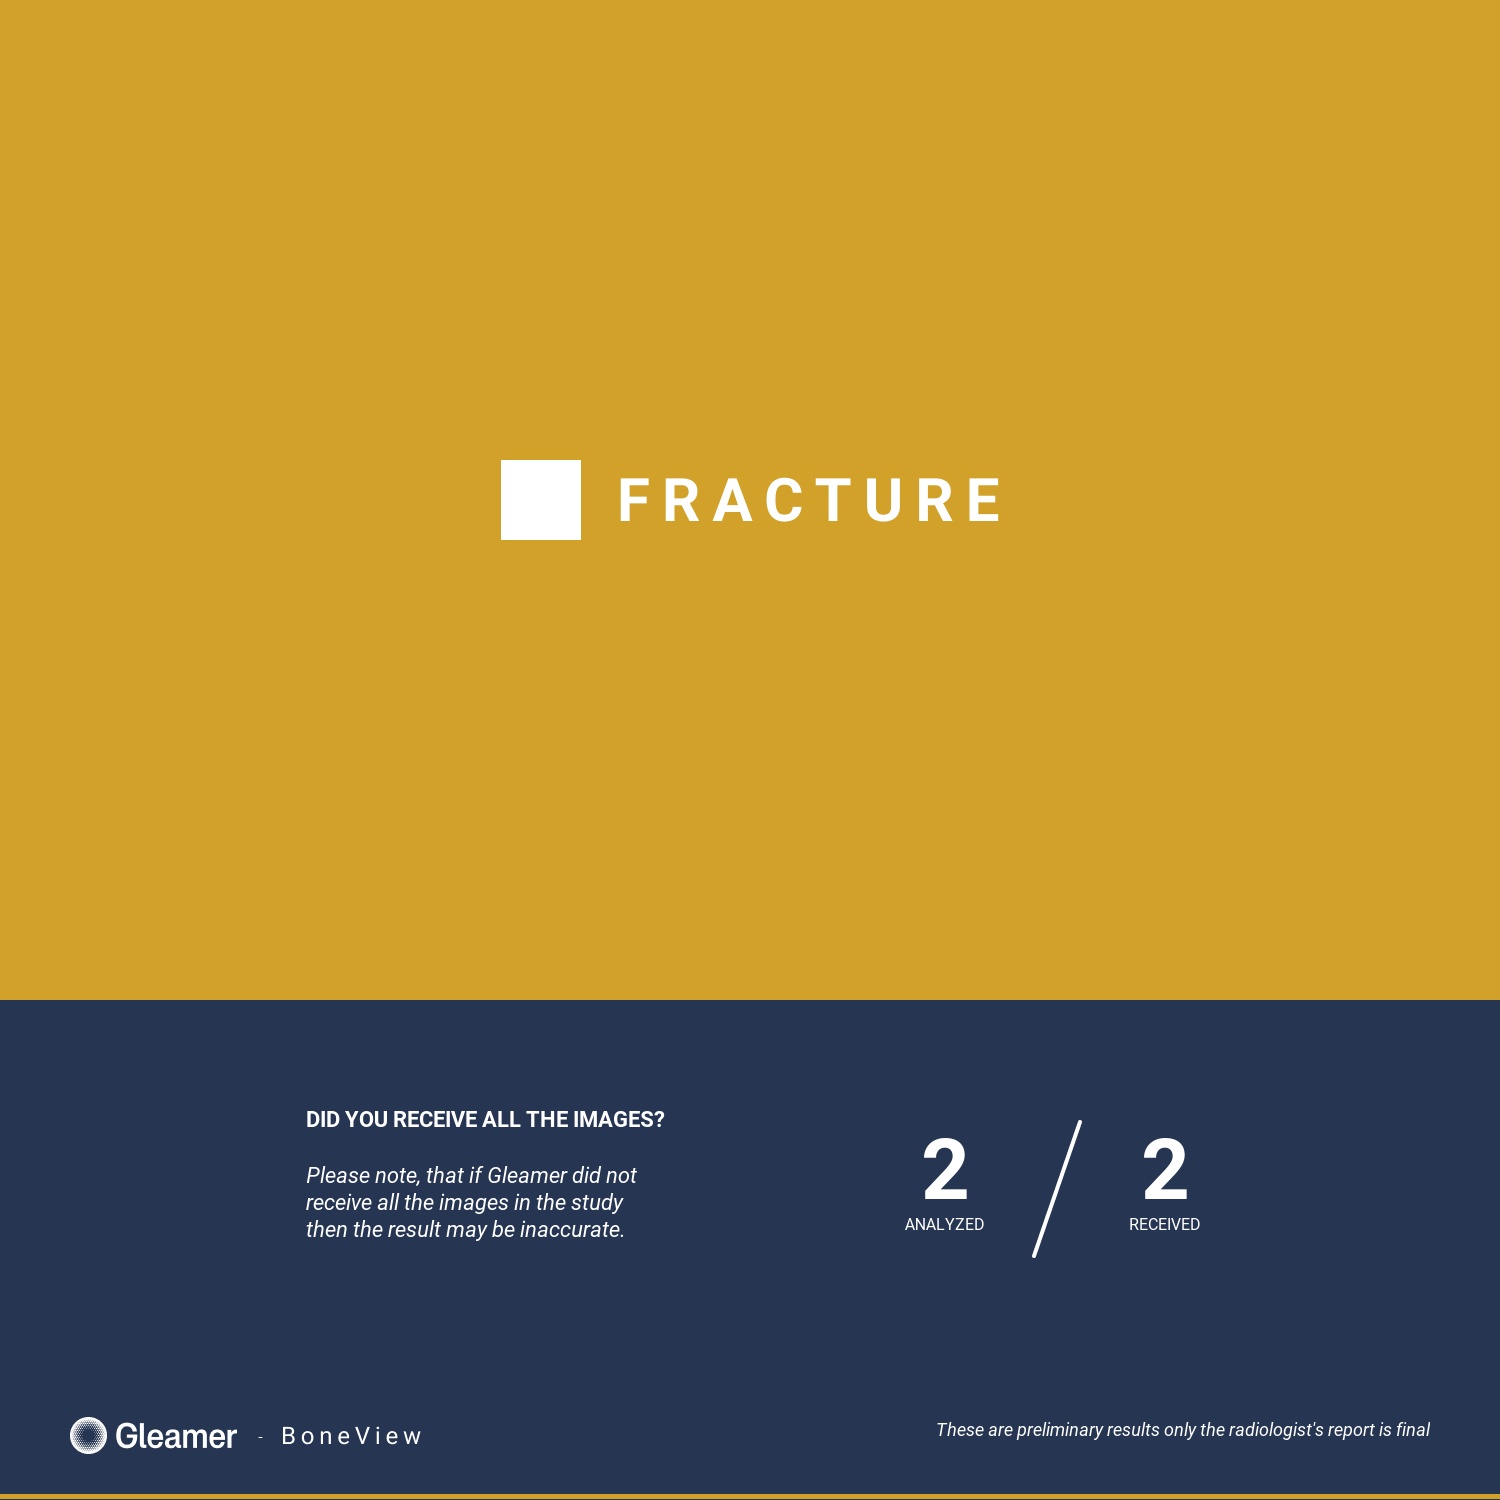 FRACTURE
DID YOU RECEIVE ALL THE IMAGES?
Please note, that if Gleamer did not
receive all the images in the study
then the result may be inaccurate.
2 / 2
ANALYZED RECEIVED
Gleamer - BoneView
These are preliminary results only the radiologist's report is final